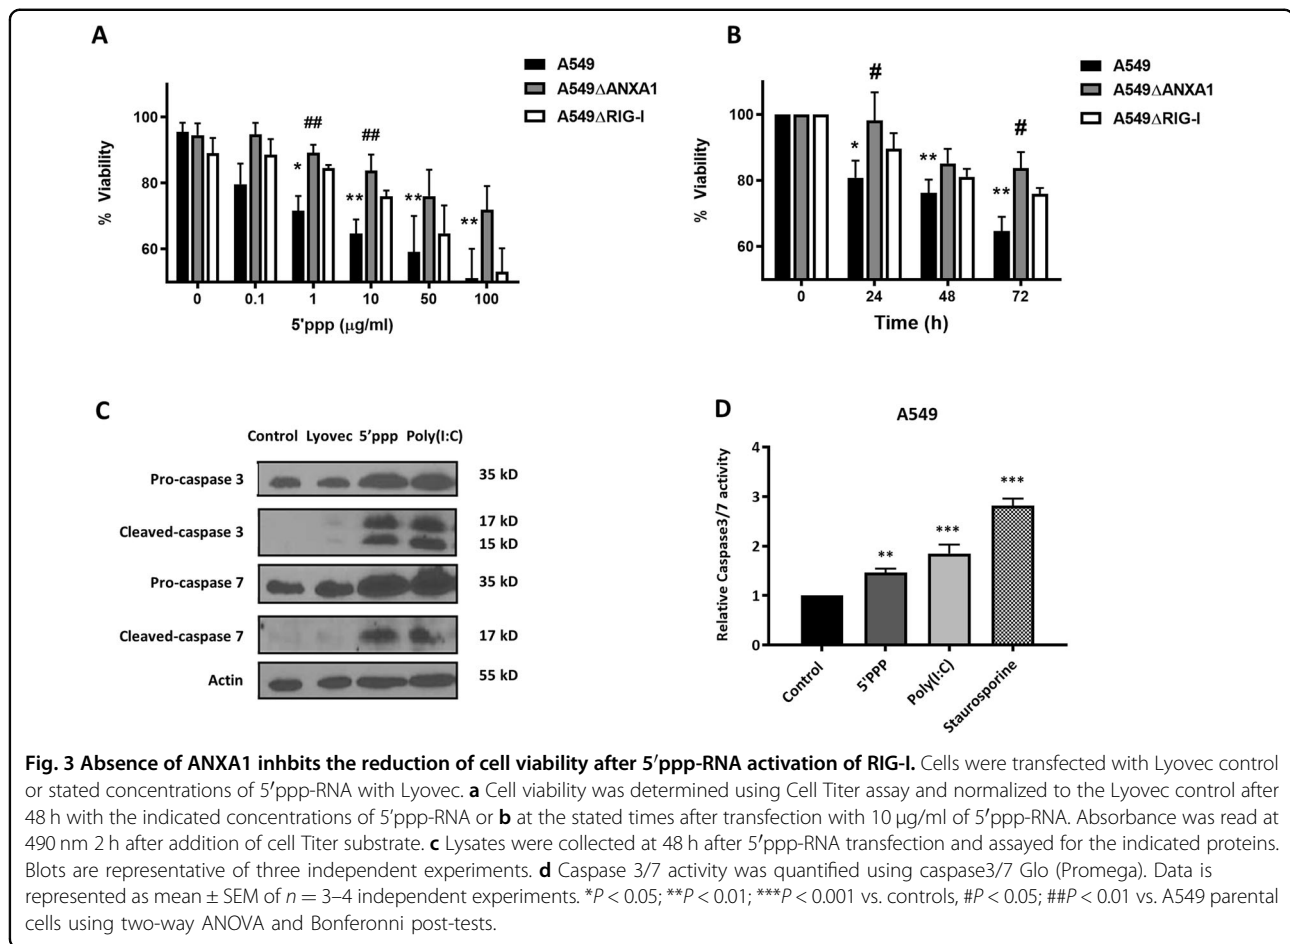 A
A549
A549ΔANXA1
A549ΔRIG-I
% Viability
100
80
60
*
##
**
##
**
**
0 0.1 1 10 50 100
5'ppp (μg/ml)
B
A549
A549ΔANXA1
A549ΔRIG-I
% Viability
100
80
60
*
#
**
**
#
0 24 48 72
Time (h)
C
Control Lyovec 5'ppp Poly(I:C)
Pro-caspase 3 35 kD
Cleaved-caspase 3 17 kD
15 kD
Pro-caspase 7 35 kD
Cleaved-caspase 7 17 kD
Actin 55 kD
D
A549
Relative Caspase3/7 activity
4
3
2
1
0
**
***
***
Control
5'PPP
Poly(I:C)
Staurosporine
Fig. 3 Absence of ANXA1 inhbits the reduction of cell viability after 5′ppp-RNA activation of RIG-I. Cells were transfected with Lyovec control
or stated concentrations of 5′ppp-RNA with Lyovec. a Cell viability was determined using Cell Titer assay and normalized to the Lyovec control after
48 h with the indicated concentrations of 5′ppp-RNA or b at the stated times after transfection with 10 μg/ml of 5′ppp-RNA. Absorbance was read at
490 nm 2 h after addition of cell Titer substrate. c Lysates were collected at 48 h after 5′ppp-RNA transfection and assayed for the indicated proteins.
Blots are representative of three independent experiments. d Caspase 3/7 activity was quantified using caspase3/7 Glo (Promega). Data is
represented as mean ± SEM of n = 3–4 independent experiments. *P < 0.05; **P < 0.01; ***P < 0.001 vs. controls, #P < 0.05; ##P < 0.01 vs. A549 parental
cells using two-way ANOVA and Bonferonni post-tests.